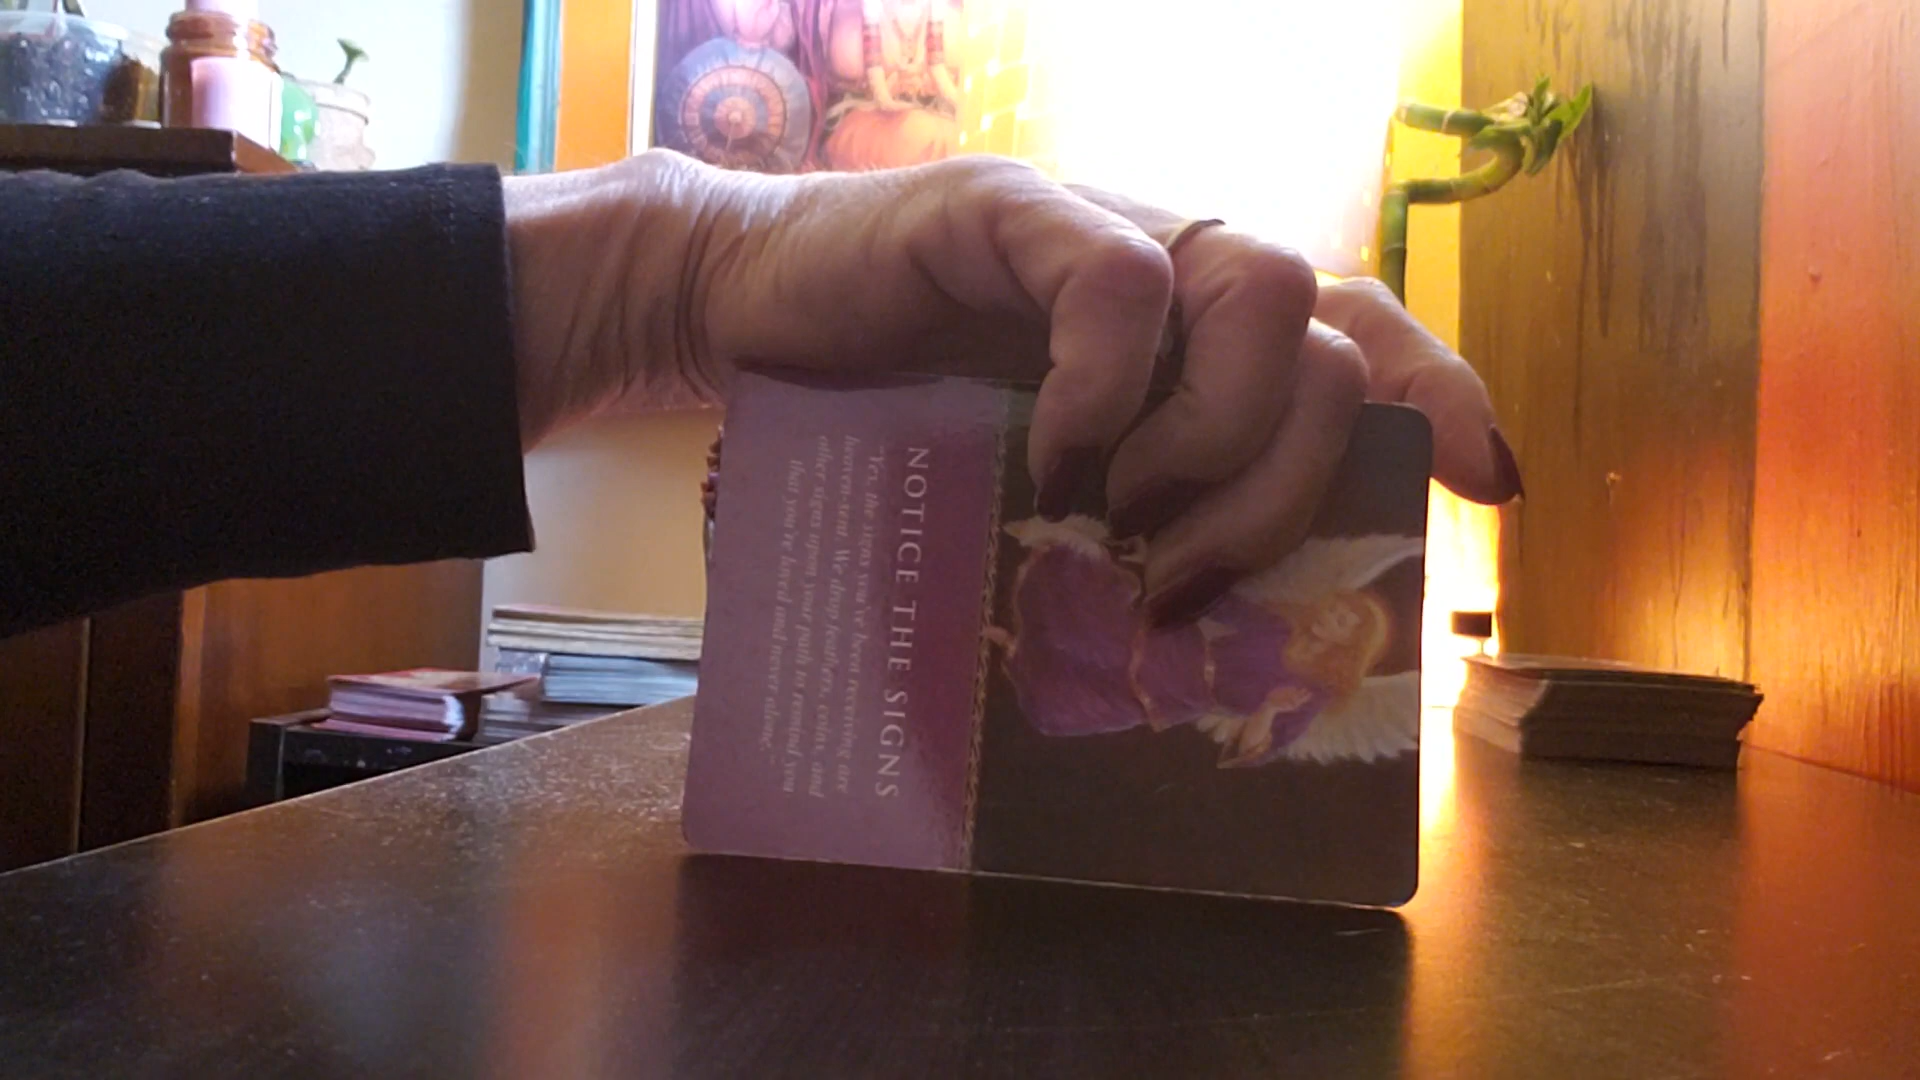 NOTICE THE SIGNS
"Yes, the signs you've been receiving are
heaven-sent. We drop feathers, coins, and
other signs upon your path to remind you
that you're loved and never alone."